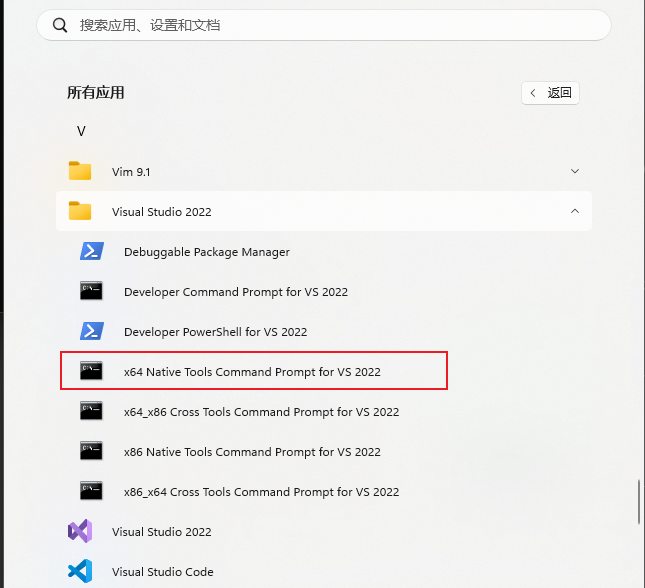 搜索应用、设置和文档
所有应用
返回
V
Vim 9.1
Visual Studio 2022
Debuggable Package Manager
Developer Command Prompt for VS 2022
Developer PowerShell for VS 2022
x64 Native Tools Command Prompt for VS 2022
x64_x86 Cross Tools Command Prompt for VS 2022
x86 Native Tools Command Prompt for VS 2022
x86_x64 Cross Tools Command Prompt for VS 2022
Visual Studio 2022
Visual Studio Code